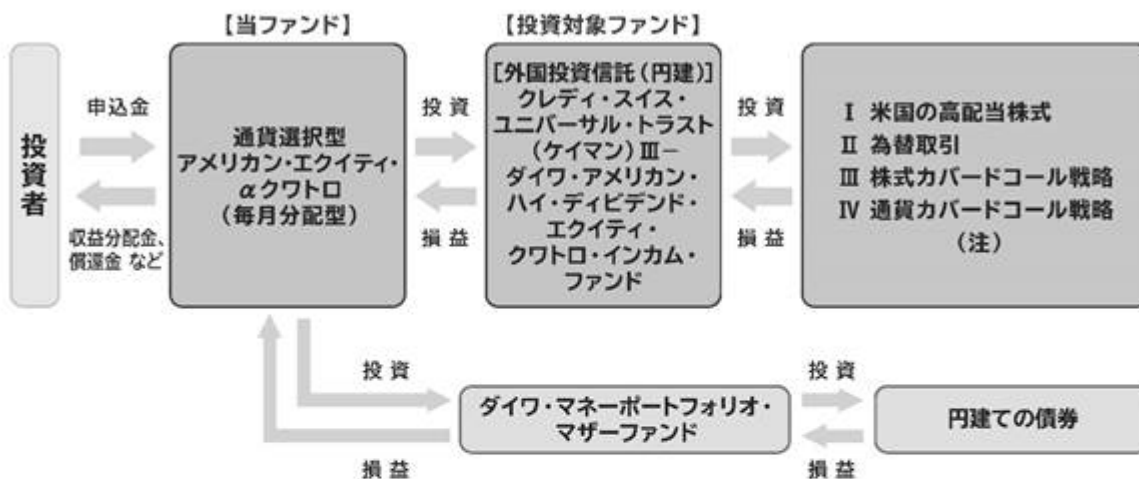 【当ファンド】
【投資対象ファンド】
投資者
申込金
収益分配金、
償還金 など
通貨選択型
アメリカン・エクイティ・
αクワトロ
(毎月分配型)
投資
損益
[外国投資信託(円建)]
クレディ・スイス・
ユニバーサル・トラスト
(ケイマン)Ⅲ-
ダイワ・アメリカン・
ハイ・ディビデンド・
エクイティ・
クワトロ・インカム・
ファンド
投資
損益
Ⅰ 米国の高配当株式
Ⅱ 為替取引
Ⅲ 株式カバードコール戦略
Ⅳ 通貨カバードコール戦略
(注)
投資
損益
ダイワ・マネーポートフォリオ・
マザーファンド
投資
損益
円建ての債券